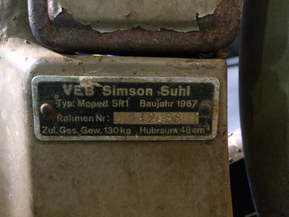 VEB Simson Suhl
Typ: Moped SR1 Baujahr 1957
Rahmen Nr:
Zul. Ges. Gew. 130 kg Hubraum 48 cm³